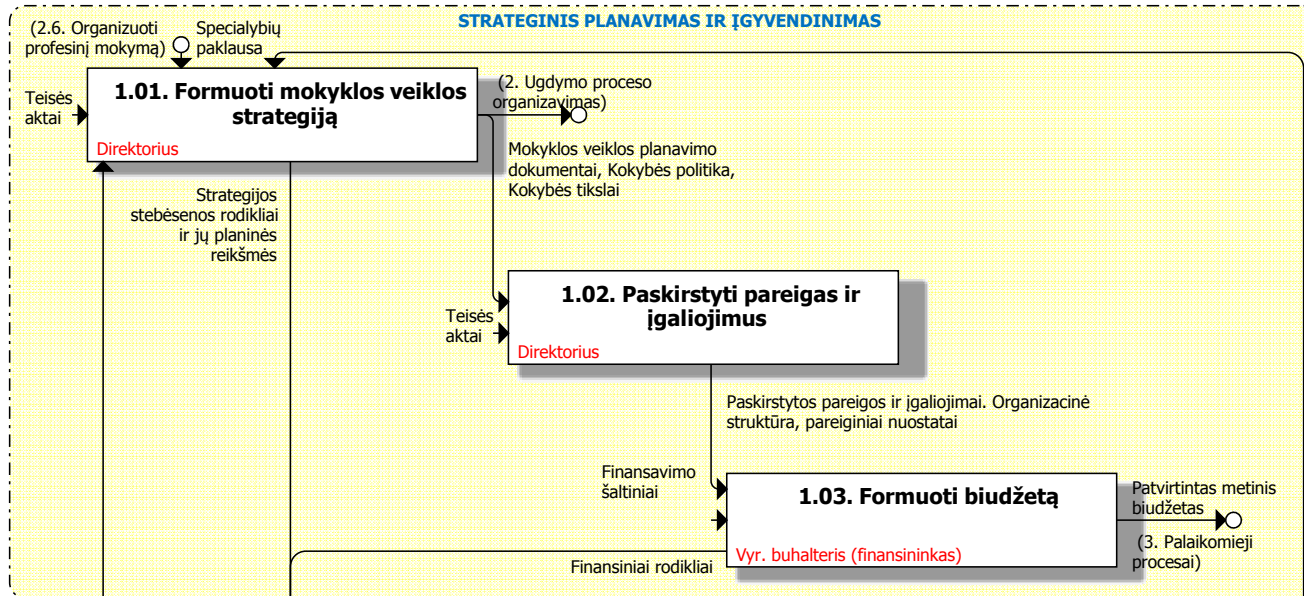 STRATEGINIS PLANAVIMAS IR ĮGYVENDINIMAS
(2.6. Organizuoti
profesinį mokymą)
Specialybių
paklausa
Teisės
aktai
1.01. Formuoti mokyklos veiklos
strategiją
Direktorius
(2. Ugdymo proceso
organizavimas)
Mokyklos veiklos planavimo
dokumentai, Kokybės politika,
Kokybės tikslai
Strategijos
stebėsenos rodikliai
ir jų planinės
reikšmės
Teisės
aktai
1.02. Paskirstyti pareigas ir
įgaliojimus
Direktorius
Paskirstytos pareigos ir įgaliojimai. Organizacinė
struktūra, pareiginiai nuostatai
Finansavimo
šaltiniai
1.03. Formuoti biudžetą
Vyr. buhalteris (finansininkas)
Patvirtintas metinis
biudžetas
(3. Palaikomieji
procesai)
Finansiniai rodikliai